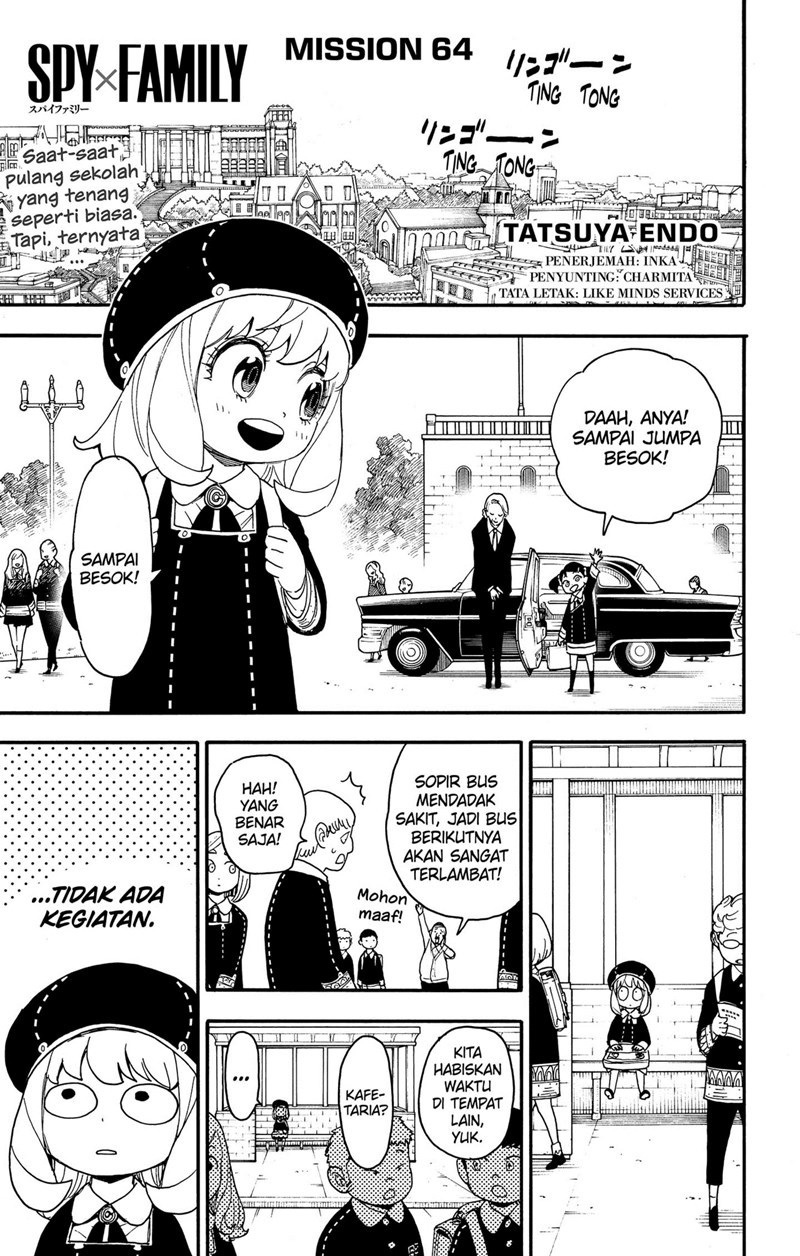 MISSION 64
SPY×FAMILY
スパイファミリー
リンゴーン
TING TONG
リンゴーン
TING TONG
Saat-saat
pulang sekolah
yang tenang
seperti biasa.
Tapi, ternyata
...
TATSUYA ENDO
PENERJEMAH: INKA
PENYUNTING: CHARMITA
TATA LETAK: LIKE MINDS SERVICES
DAAH, ANYA!
SAMPAI JUMPA
BESOK!
SAMPAI
BESOK!
SOPIR BUS
MENDADAK
SAKIT, JADI BUS
BERIKUTNYA
AKAN SANGAT
TERLAMBAT!
Mohon
maaf!
HAH!
YANG
BENAR
SAJA!
KITA
HABISKAN
WAKTU
DI TEMPAT
LAIN,
YUK.
KAFE-
TARIA?
...
...TIDAK ADA
KEGIATAN.